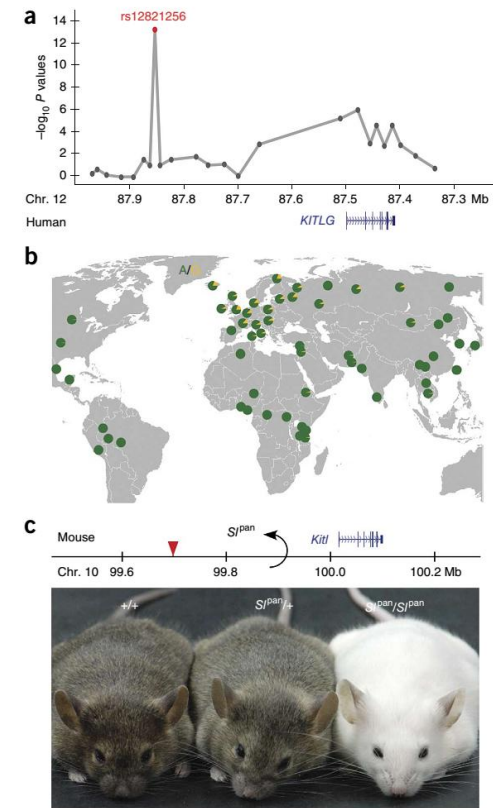 a
rs12821256
14
12
10
8
6
4
2
0
–log10 P values
Chr. 12 87.9 87.8 87.7 87.6 87.5 87.4 87.3 Mb
Human KITLG
b
A/G
c
Mouse Slpan Kitl
Chr. 10 99.6 99.8 100.0 100.2 Mb
+/+ Slpan/+ Slpan/Slpan